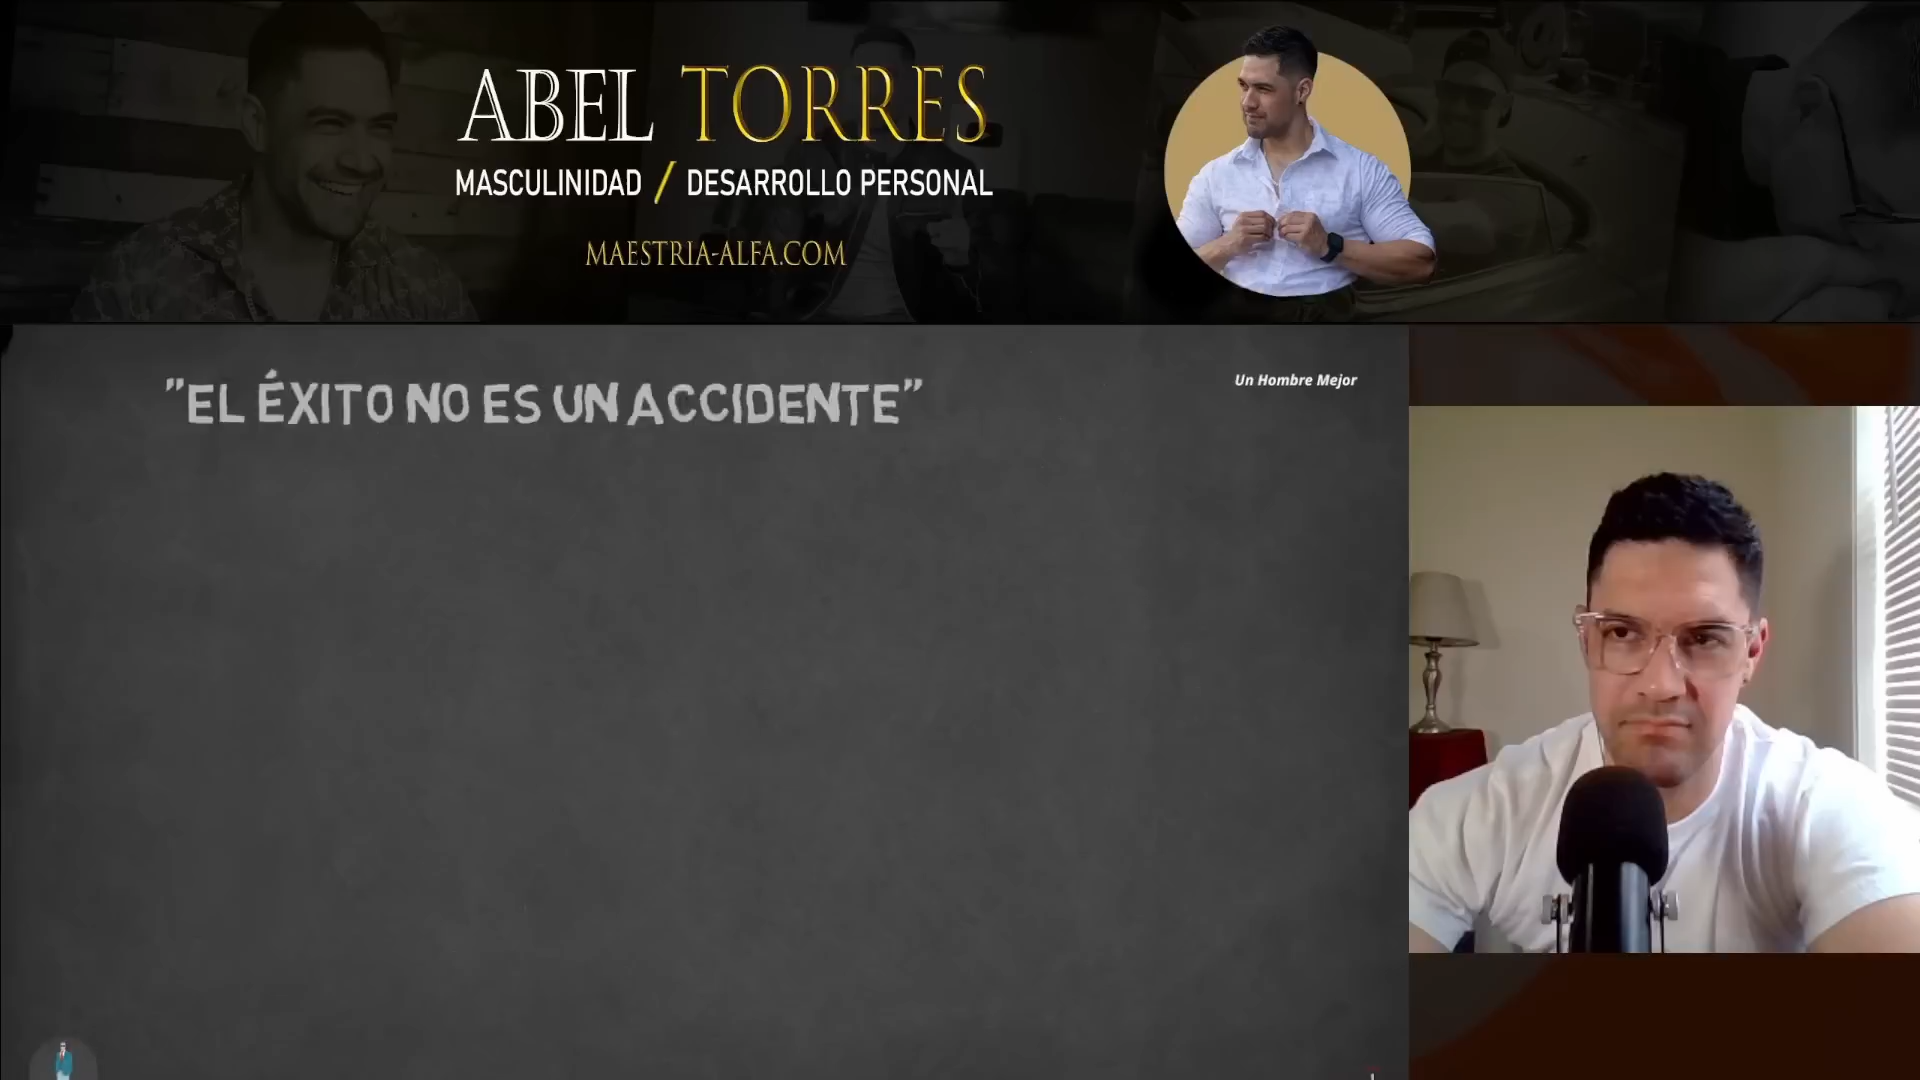 ABEL TORRES
MASCULINIDAD / DESARROLLO PERSONAL
MAESTRIA-ALFA.COM
"EL ÉXITO NO ES UN ACCIDENTE"
Un Hombre Mejor